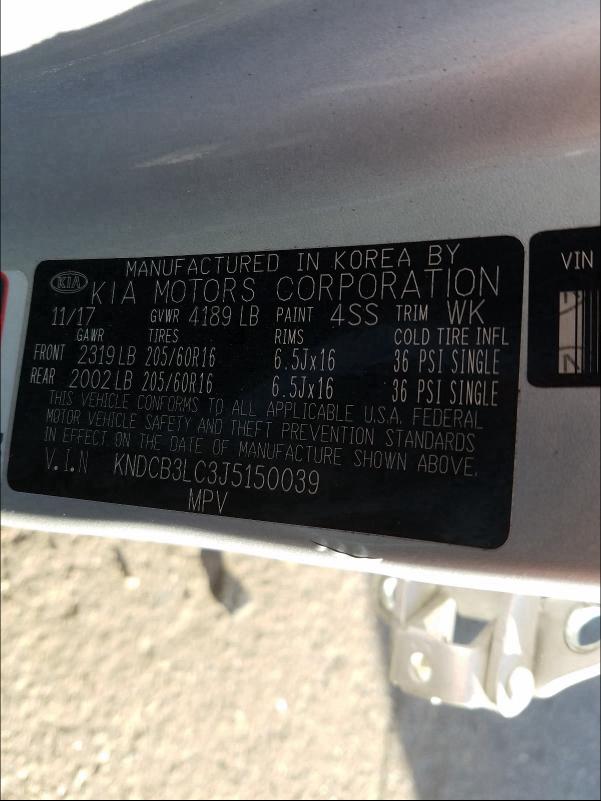 MANUFACTURED IN KOREA BY
KIA KIA MOTORS CORPORATION
11/17 GVWR 4189 LB PAINT 4SS TRIM WK
GAWR TIRES RIMS COLD TIRE INFL
FRONT 2319 LB 205/60R16 6.5Jx16 36 PSI SINGLE
REAR 2002 LB 205/60R16 6.5Jx16 36 PSI SINGLE
THIS VEHICLE CONFORMS TO ALL APPLICABLE U.S.A. FEDERAL
MOTOR VEHICLE SAFETY AND THEFT PREVENTION STANDARDS
IN EFFECT ON THE DATE OF MANUFACTURE SHOWN ABOVE.
V.I.N KNDCB3LC3J5150039
MPV
VIN